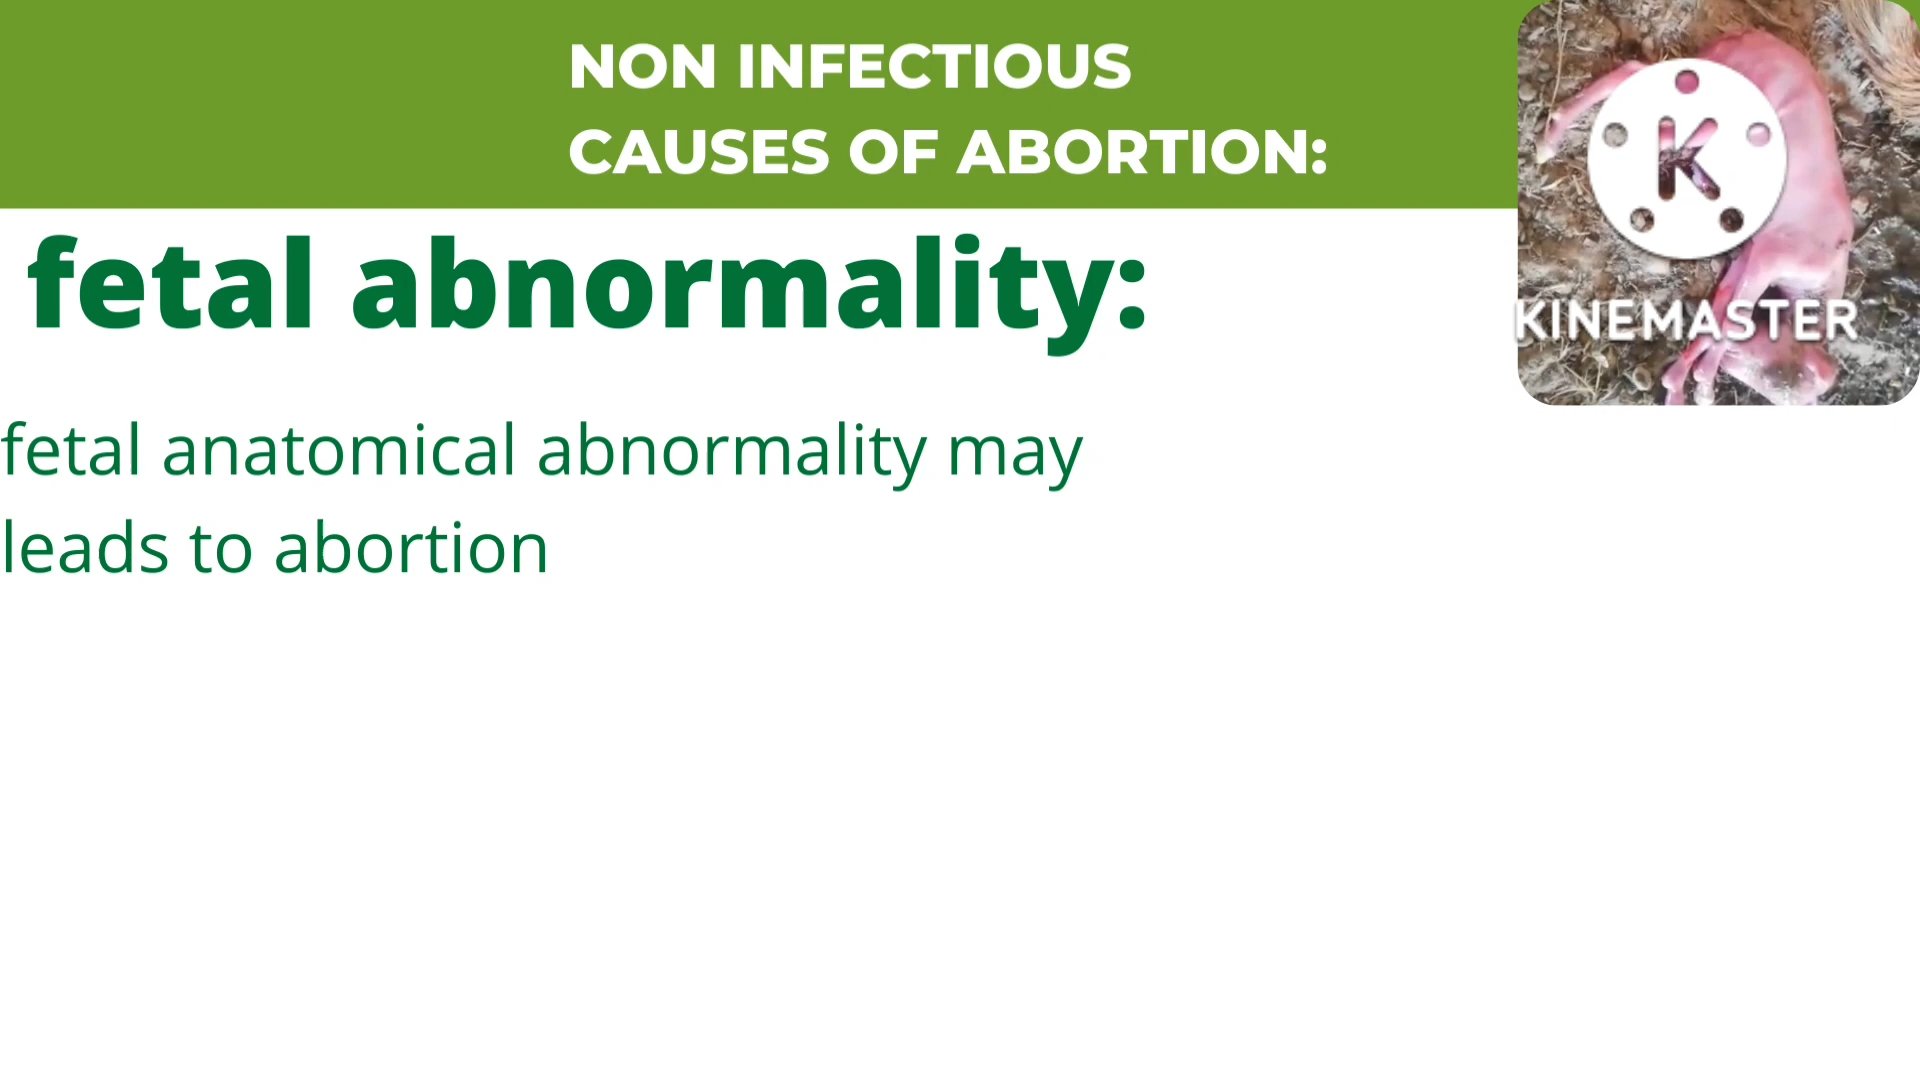 NON INFECTIOUS
CAUSES OF ABORTION:
fetal abnormality:
K
KINEMASTER
fetal anatomical abnormality may
leads to abortion